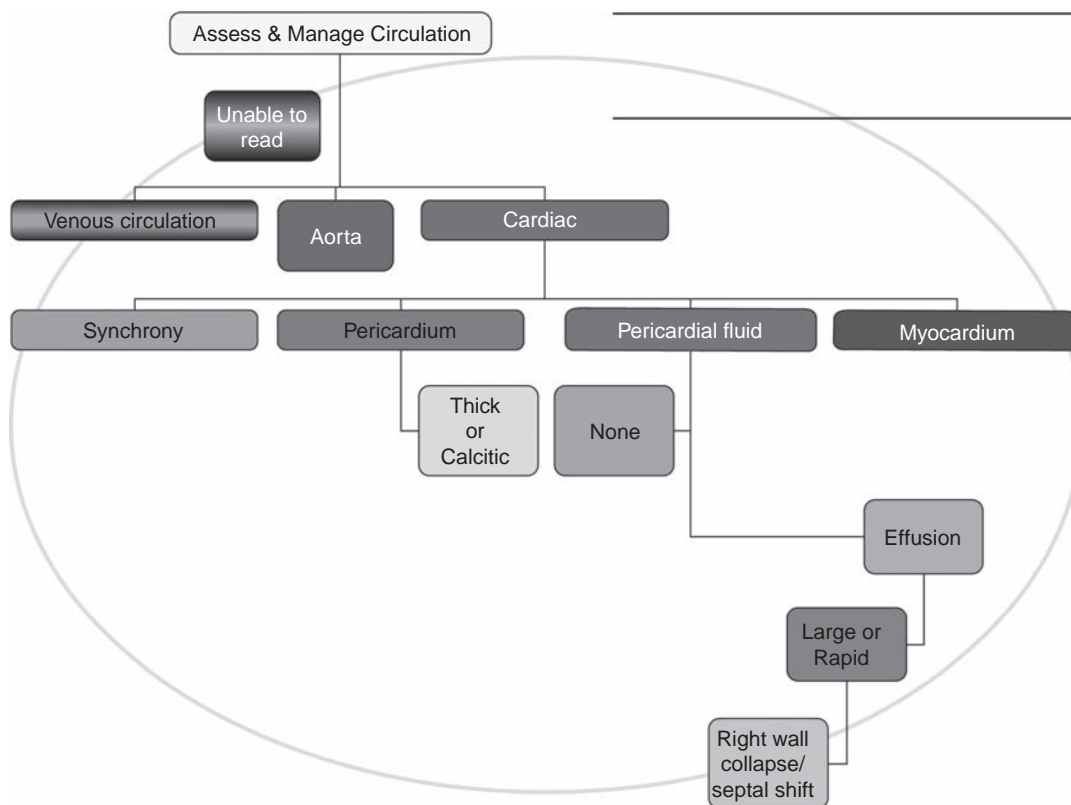 Assess & Manage Circulation
Unable to
read
Venous circulation
Aorta
Cardiac
Synchrony
Pericardium
Pericardial fluid
Myocardium
Thick
or
Calcitic
None
Effusion
Large or
Rapid
Right wall
collapse/
septal shift